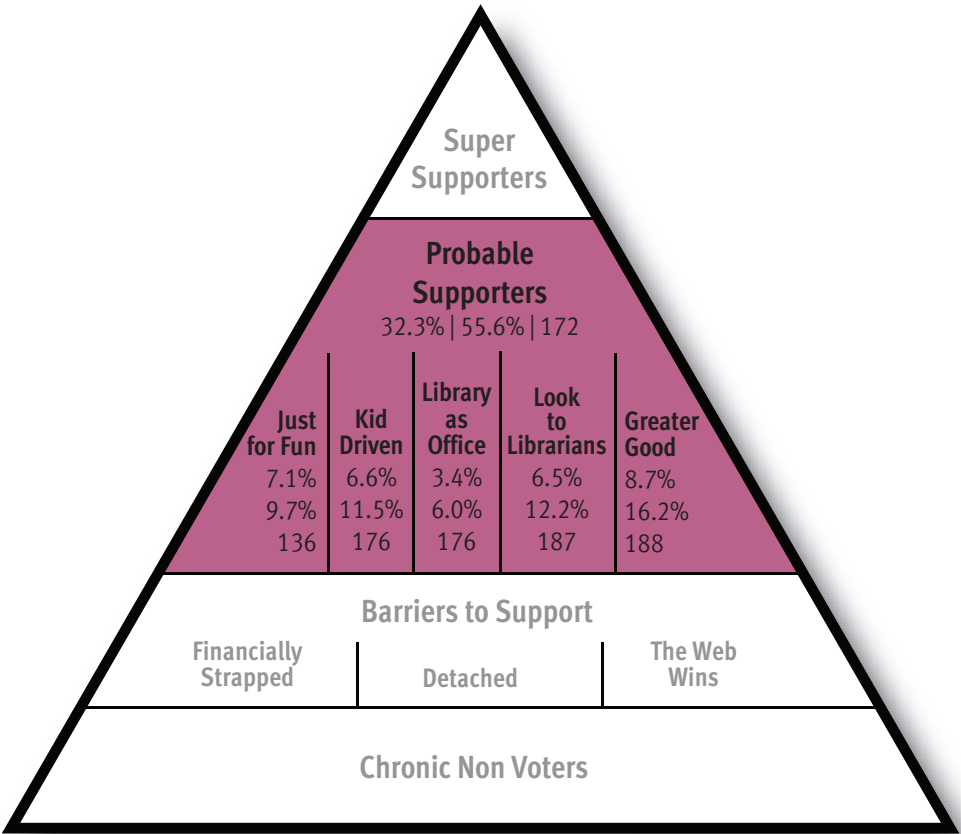 Super
Supporters
Probable
Supporters
32.3% | 55.6% | 172
Just
for Fun
7.1%
9.7%
136
Kid
Driven
6.6%
11.5%
176
Library
as
Office
3.4%
6.0%
176
Look
to
Librarians
6.5%
12.2%
187
Greater
Good
8.7%
16.2%
188
Barriers to Support
Financially
Strapped
Detached
The Web
Wins
Chronic Non Voters